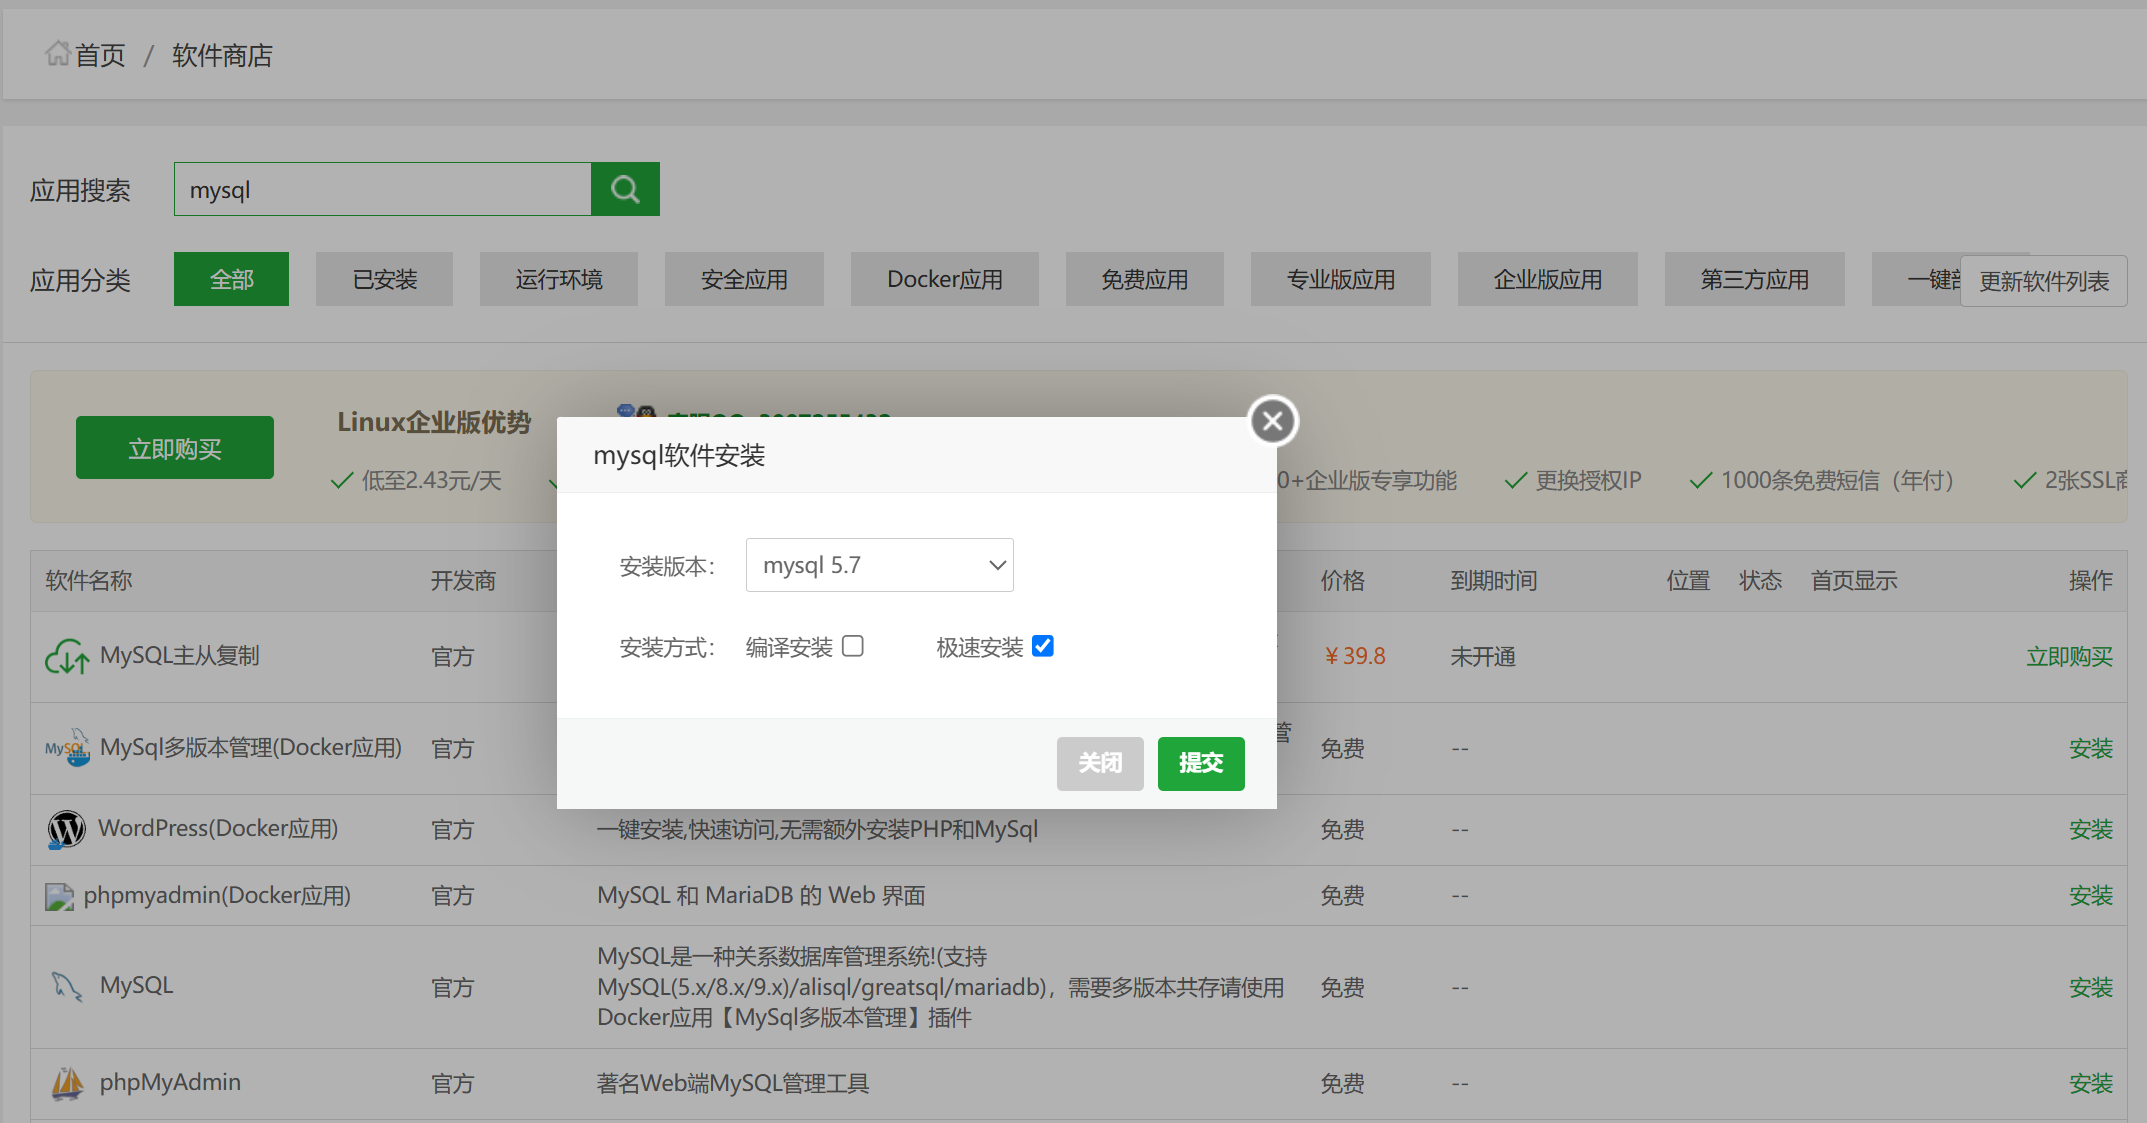 首页 / 软件商店
应用搜索 mysql
应用分类 全部 已安装 运行环境 安全应用 Docker应用 免费应用 专业版应用 企业版应用 第三方应用 一键 更新软件列表
立即购买 Linux企业版优势
低至2.43元/天 0+企业版专享功能 更换授权IP 1000条免费短信（年付） 2张SSL
mysql软件安装
安装版本： mysql 5.7
安装方式： 编译安装 极速安装
关闭 提交
软件名称 开发商 价格 到期时间 位置 状态 首页显示 操作
MySQL主从复制 官方 ￥39.8 未开通 立即购买
MySQL MySql多版本管理(Docker应用) 官方 管 免费 -- 安装
WordPress(Docker应用) 官方 一键安装,快速访问,无需额外安装PHP和MySql 免费 -- 安装
phpmyadmin(Docker应用) 官方 MySQL 和 MariaDB 的 Web 界面 免费 -- 安装
MySQL 官方 MySQL是一种关系数据库管理系统!(支持
MySQL(5.x/8.x/9.x)/alisql/greatsql/mariadb)，需要多版本共存请使用 免费 -- 安装
Docker应用【MySql多版本管理】插件
phpMyAdmin 官方 著名Web端MySQL管理工具 免费 -- 安装